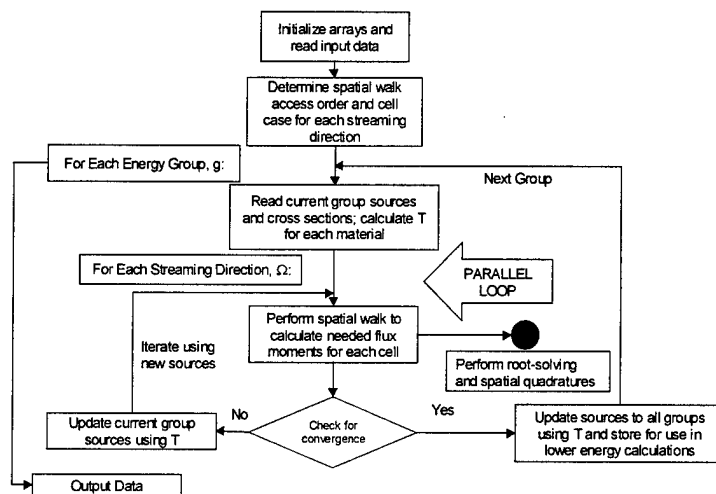 Initialize arrays and
read input data
Determine spatial walk
access order and cell
case for each streaming
direction
For Each Energy Group, g:
Next Group
Read current group sources
and cross sections; calculate T
for each material
For Each Streaming Direction, Ω:
PARALLEL
LOOP
Perform spatial walk to
calculate needed flux
moments for each cell
Iterate using
new sources
Perform root-solving
and spatial quadratures
No
Check for
convergence
Yes
Update current group
sources using T
Update sources to all groups
using T and store for use in
lower energy calculations
Output Data